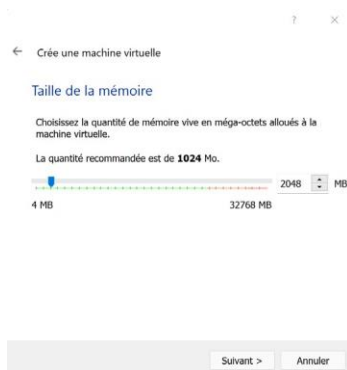 ?
Crée une machine virtuelle
Taille de la mémoire
Choisissez la quantité de mémoire vive en méga-octets alloués à la
machine virtuelle.
La quantité recommandée est de 1024 Mo.
2048 MB
4 MB 32768 MB
Suivant > Annuler